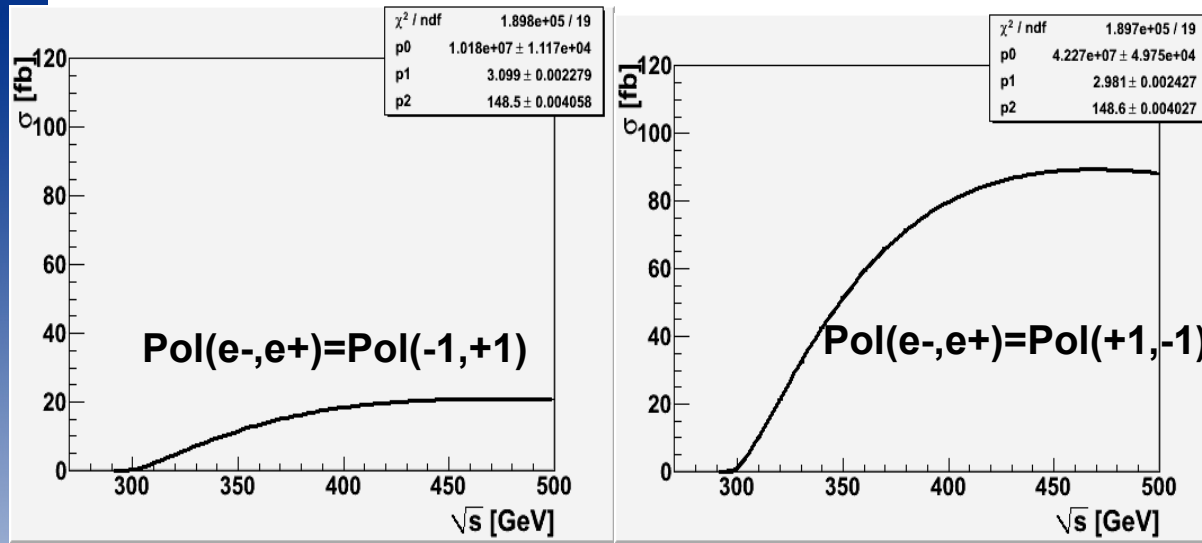 χ² / ndf 1.898e+05 / 19
p0 1.018e+07 ± 1.117e+04
p1 3.099 ± 0.002279
p2 148.5 ± 0.004058
σ [fb]
120
100
80
60
40
20
0
Pol(e-,e+)=Pol(-1,+1)
300 350 400 450 500
√s [GeV]
χ² / ndf 1.897e+05 / 19
p0 4.227e+07 ± 4.975e+04
p1 2.981 ± 0.002427
p2 148.6 ± 0.004027
σ [fb]
120
100
80
60
40
20
0
Pol(e-,e+)=Pol(+1,-1)
300 350 400 450 500
√s [GeV]